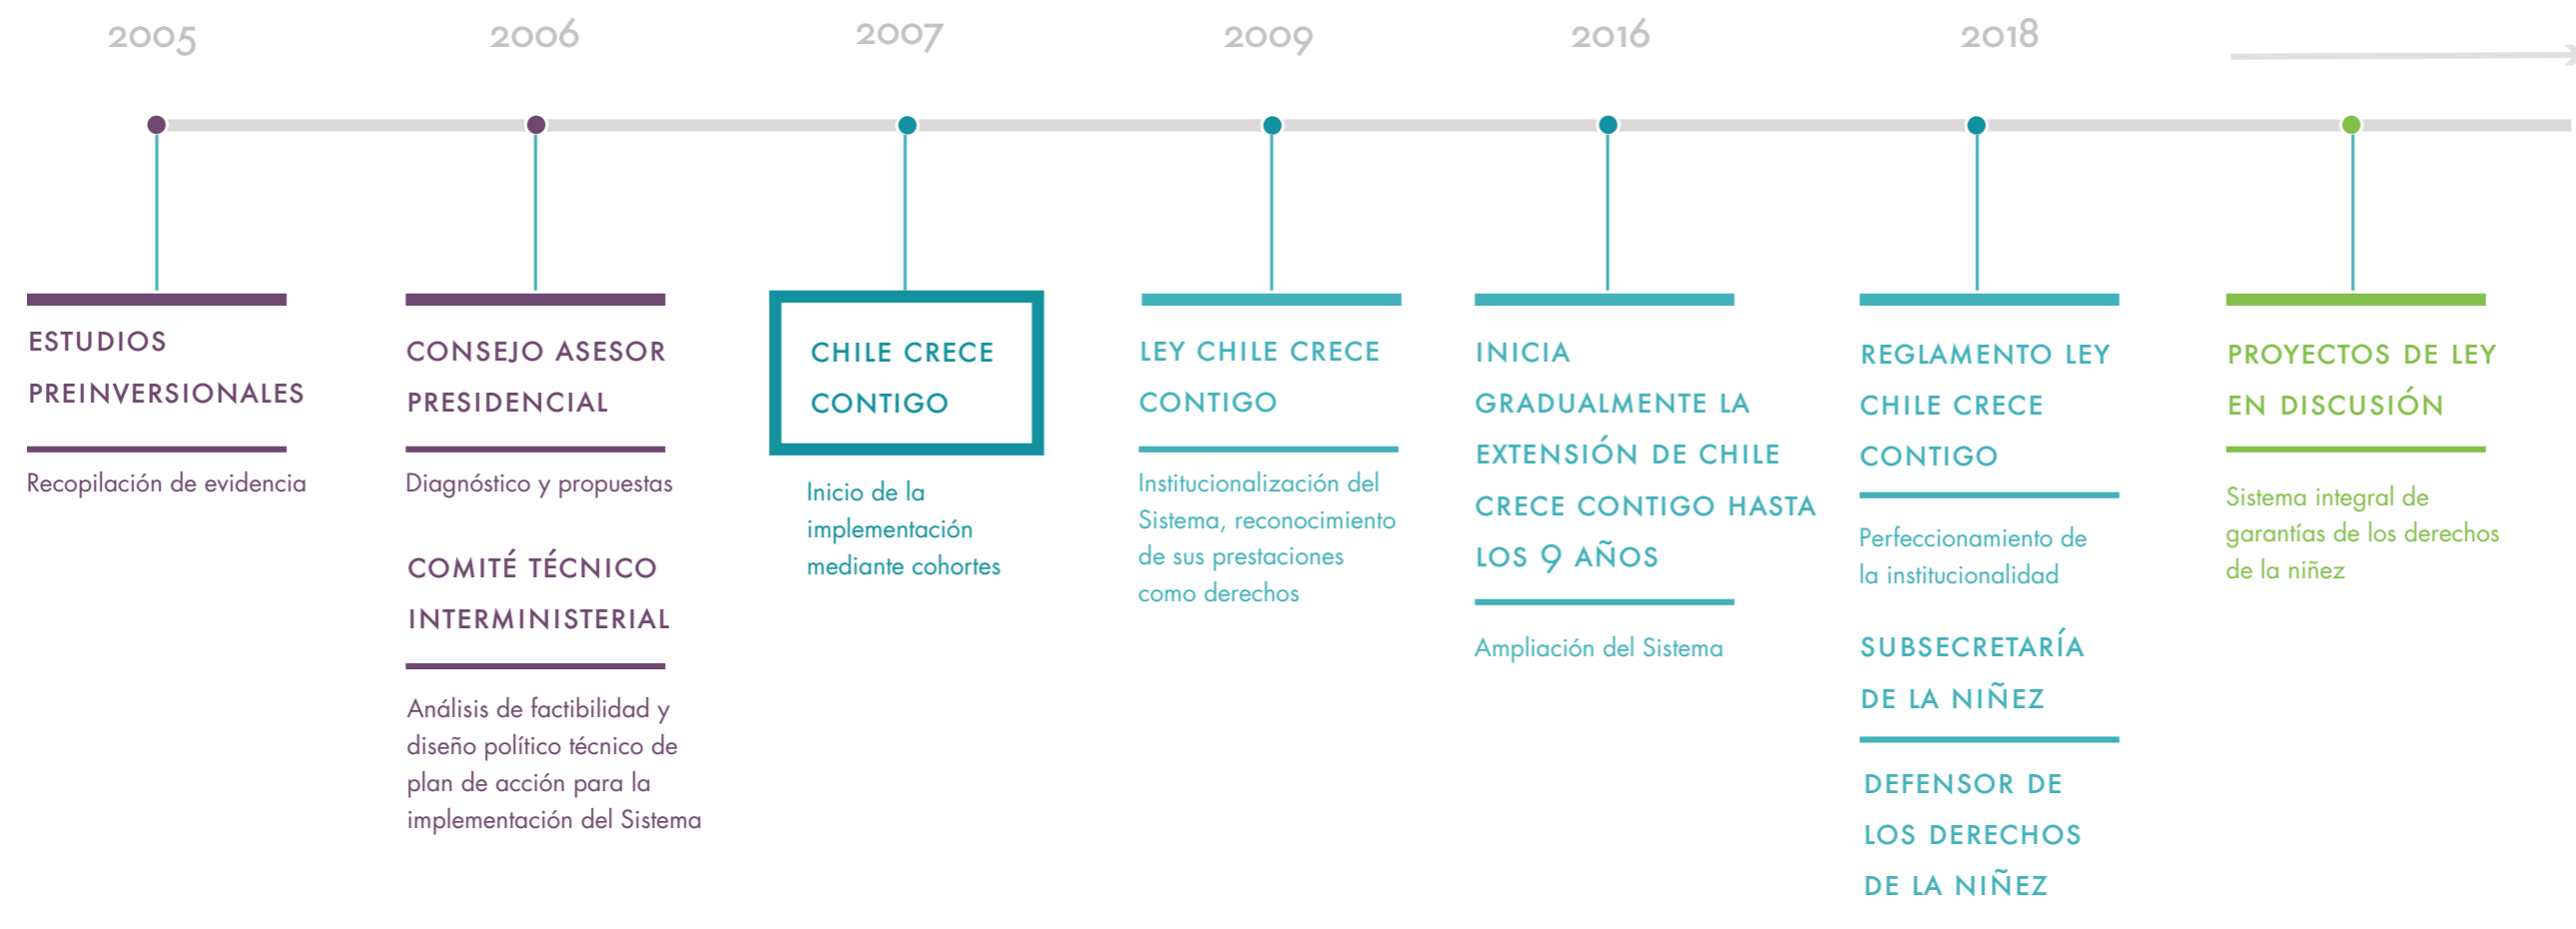 2005
2006
2007
2009
2016
2018
ESTUDIOS
PREINVERSIONALES
Recopilación de evidencia
CONSEJO ASESOR
PRESIDENCIAL
Diagnóstico y propuestas
COMITÉ TÉCNICO
INTERMINISTERIAL
Análisis de factibilidad y
diseño político técnico de
plan de acción para la
implementación del Sistema
CHILE CRECE
CONTIGO
Inicio de la
implementación
mediante cohortes
LEY CHILE CRECE
CONTIGO
Institucionalización del
Sistema, reconocimiento
de sus prestaciones
como derechos
INICIA
GRADUALMENTE LA
EXTENSIÓN DE CHILE
CRECE CONTIGO HASTA
LOS 9 AÑOS
Ampliación del Sistema
REGLAMENTO LEY
CHILE CRECE
CONTIGO
Perfeccionamiento de
la institucionalidad
SUBSECRETARÍA
DE LA NIÑEZ
DEFENSOR DE
LOS DERECHOS
DE LA NIÑEZ
PROYECTOS DE LEY
EN DISCUSIÓN
Sistema integral de
garantías de los derechos
de la niñez